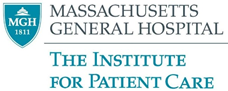 MGH
1811
MASSACHUSETTS
GENERAL HOSPITAL
THE INSTITUTE
FOR PATIENT CARE